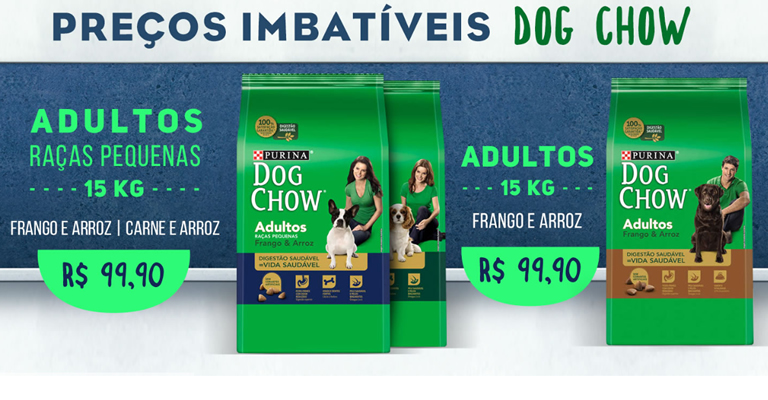 PREÇOS IMBATÍVEIS DOG CHOW
ADULTOS
RAÇAS PEQUENAS
15 KG
FRANGO E ARROZ | CARNE E ARROZ
R$ 99,90
100%
PURINA
DOG
CHOW
Adultos
RAÇAS PEQUENAS
Frango & Arroz
DIGESTÃO SAUDÁVEL
=VIDA SAUDÁVEL
ADULTOS
15 KG
FRANGO E ARROZ
R$ 99,90
100%
PURINA
DOG
CHOW
Adultos
Frango & Arroz
DIGESTÃO SAUDÁVEL
=VIDA SAUDÁVEL